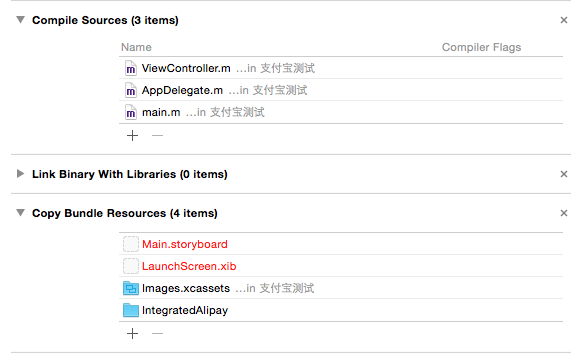 Compile Sources (3 items)
Name Compiler Flags
ViewController.m ...in 支付宝测试
AppDelegate.m ...in 支付宝测试
main.m ...in 支付宝测试
Link Binary With Libraries (0 items)
Copy Bundle Resources (4 items)
Main.storyboard
LaunchScreen.xib
Images.xcassets ...in 支付宝测试
IntegratedAlipay